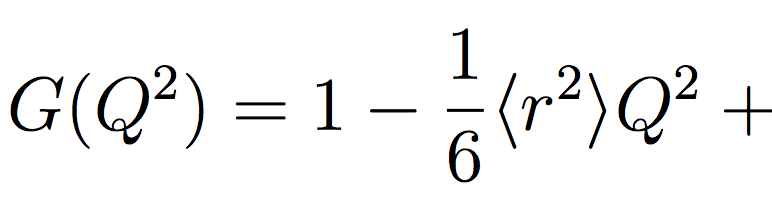 G(Q²) = 1 − 1/6 ⟨r²⟩Q² +